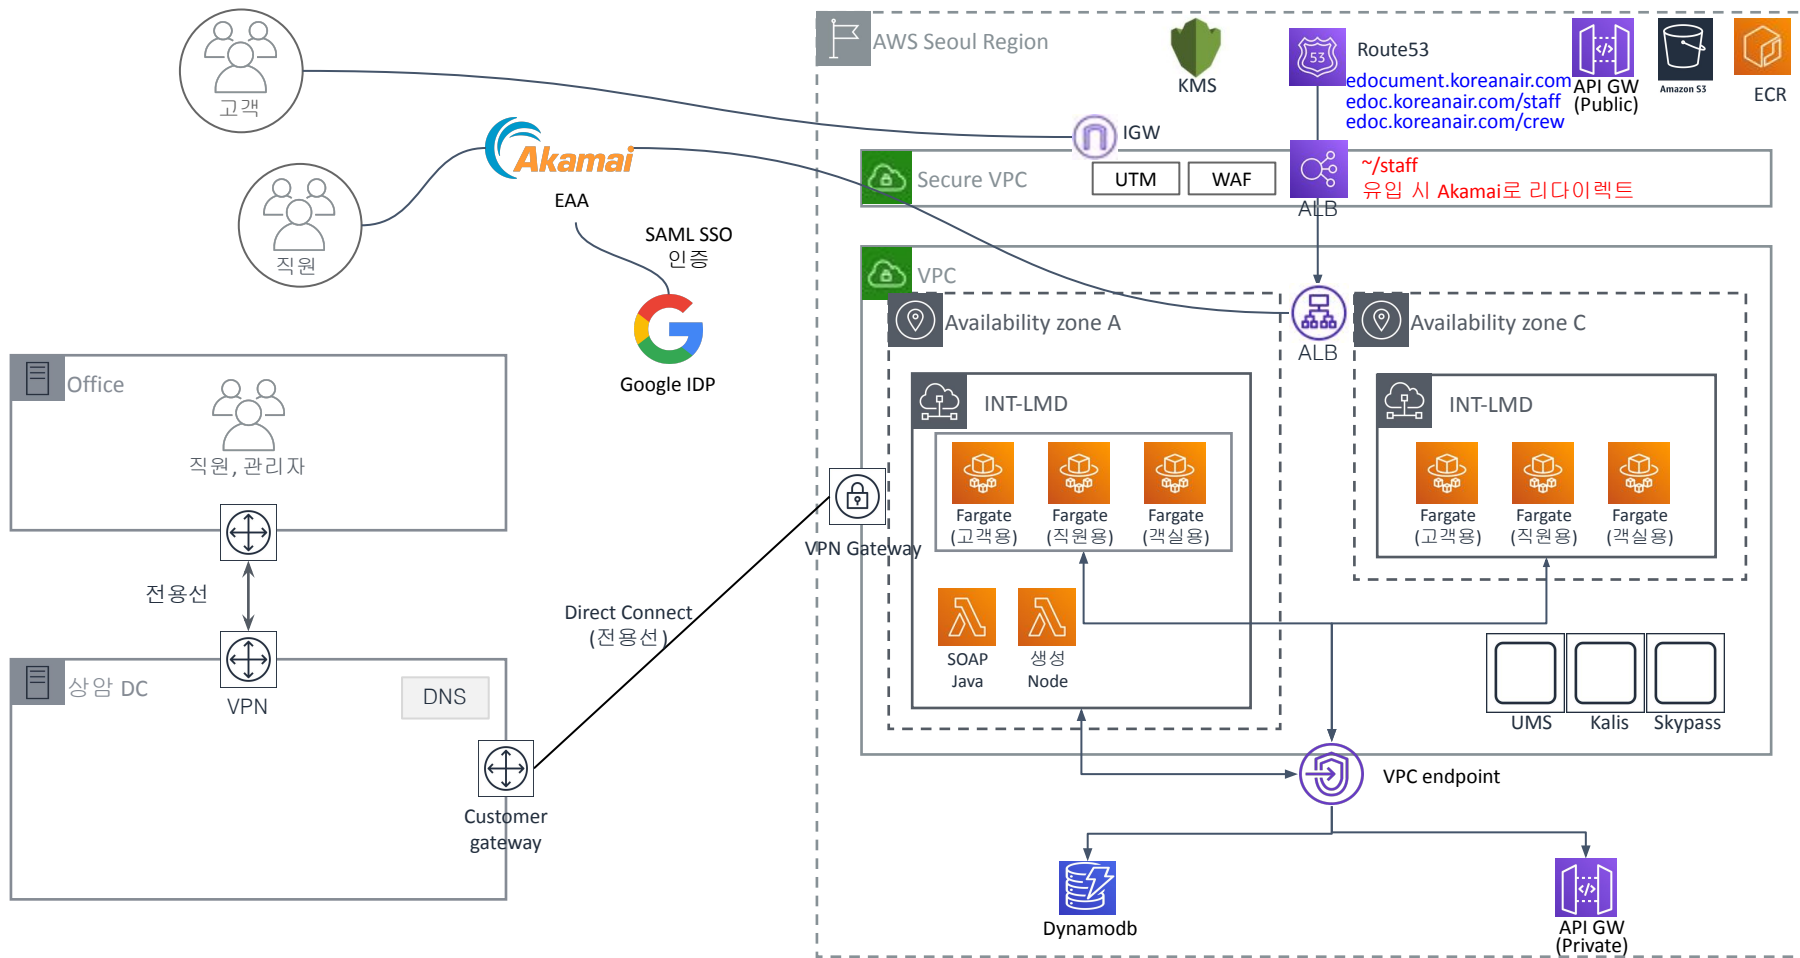 고객
Akamai
EAA
직원
SAML SSO
인증
Google IDP
Office
직원, 관리자
전용선
상암 DC
VPN
DNS
Customer
gateway
Direct Connect
(전용선)
VPN Gateway
AWS Seoul Region
KMS
53
Route53
edocument.koreanair.com
edoc.koreanair.com/staff
edoc.koreanair.com/crew
API GW
(Public)
Amazon S3
ECR
IGW
Secure VPC
UTM
WAF
ALB
~/staff
유입 시 Akamai로 리다이렉트
VPC
Availability zone A
ALB
Availability zone C
INT-LMD
Fargate
(고객용)
Fargate
(직원용)
Fargate
(객실용)
SOAP
Java
생성
Node
INT-LMD
Fargate
(고객용)
Fargate
(직원용)
Fargate
(객실용)
UMS
Kalis
Skypass
VPC endpoint
Dynamodb
API GW
(Private)